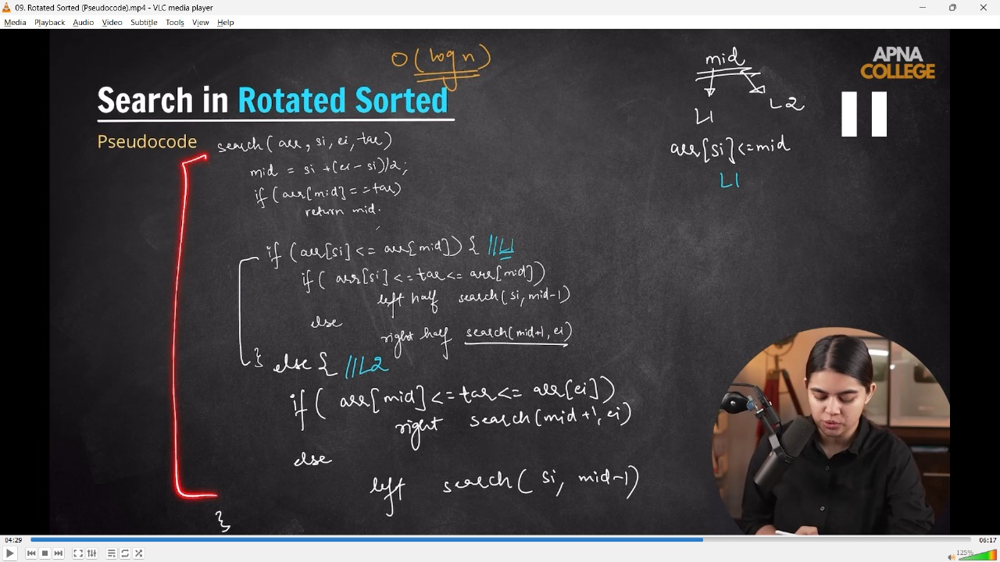 09. Rotated Sorted (Pseudocode).mp4 - VLC media player
Media Playback Audio Video Subtitle Tools View Help
O(log n)
mid
L1
L2
APNA
COLLEGE
Search in Rotated Sorted
Pseudocode
search(arr, si, ei, tar)
mid = si +(ei - si)/2;
if (arr[mid]==tar)
return mid.
arr[si]<=mid
L1
if (arr[si] <= arr[mid]) { //L1
if( arr[si] <= tar <= arr[mid])
left half search(si, mid-1)
else
right half search(mid+1, ei)
} else { //L2
if( arr[mid] <= tar <= arr[ei])
right search(mid+1, ei)
else
left search( si, mid-1)
}
04:29
06:17
125%